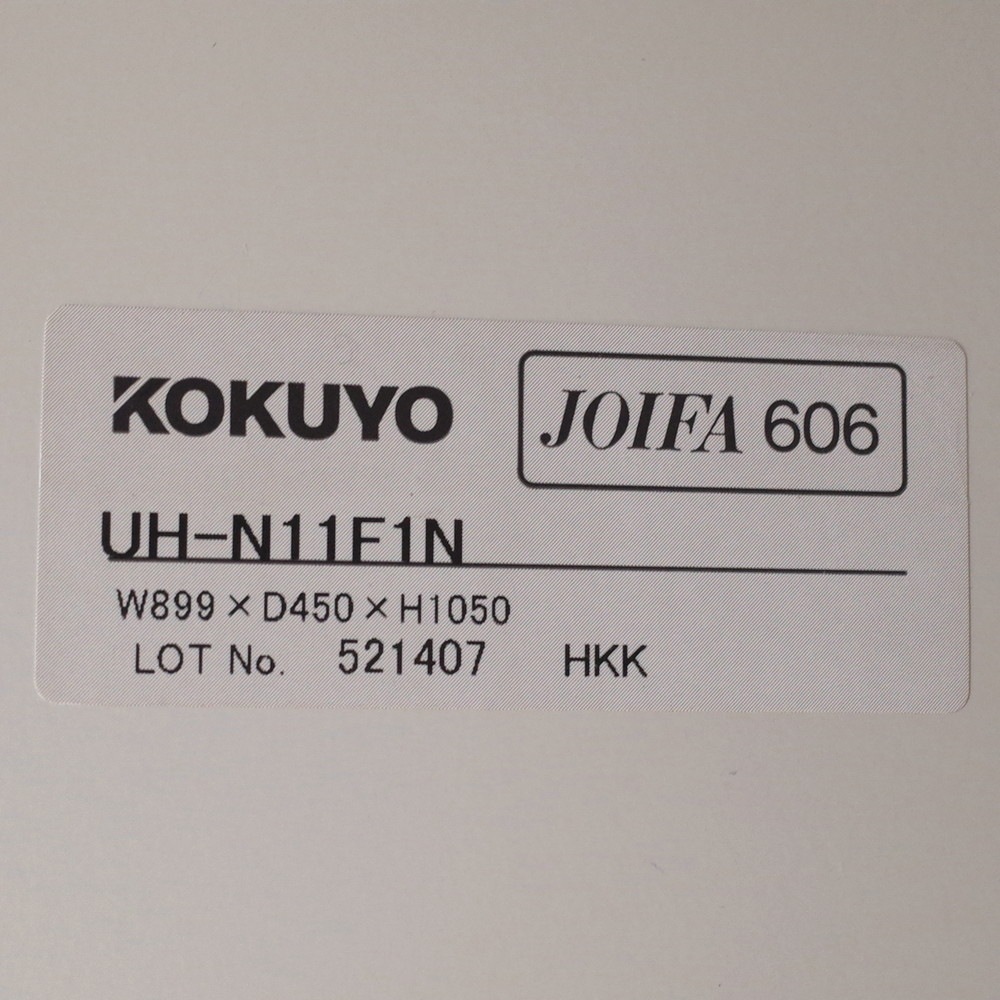 KOKUYO
JOIFA 606
UH-N11F1N
W899×D450×H1050
LOT No. 521407 HKK